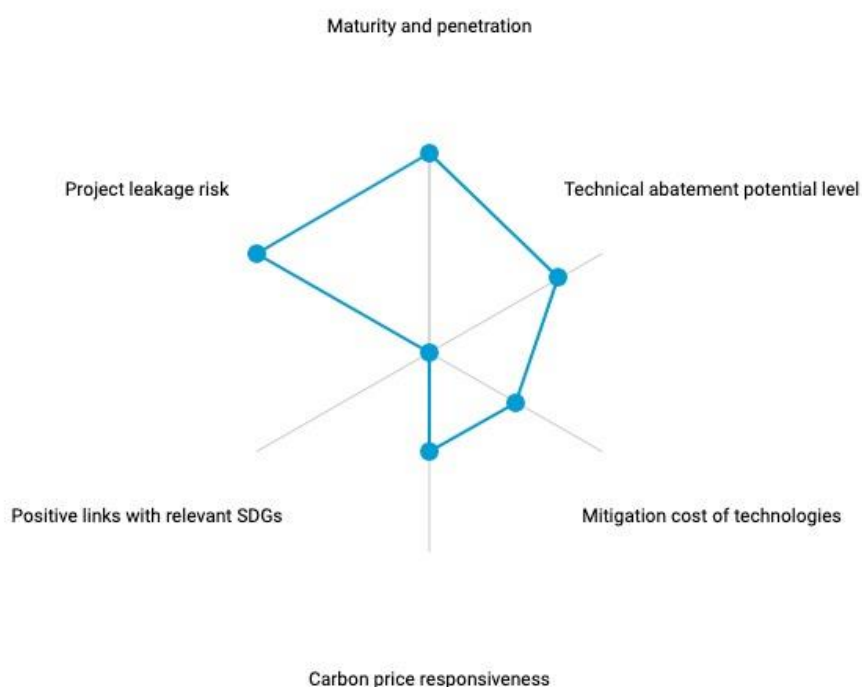 Maturity and penetration
Project leakage risk
Technical abatement potential level
Positive links with relevant SDGs
Mitigation cost of technologies
Carbon price responsiveness